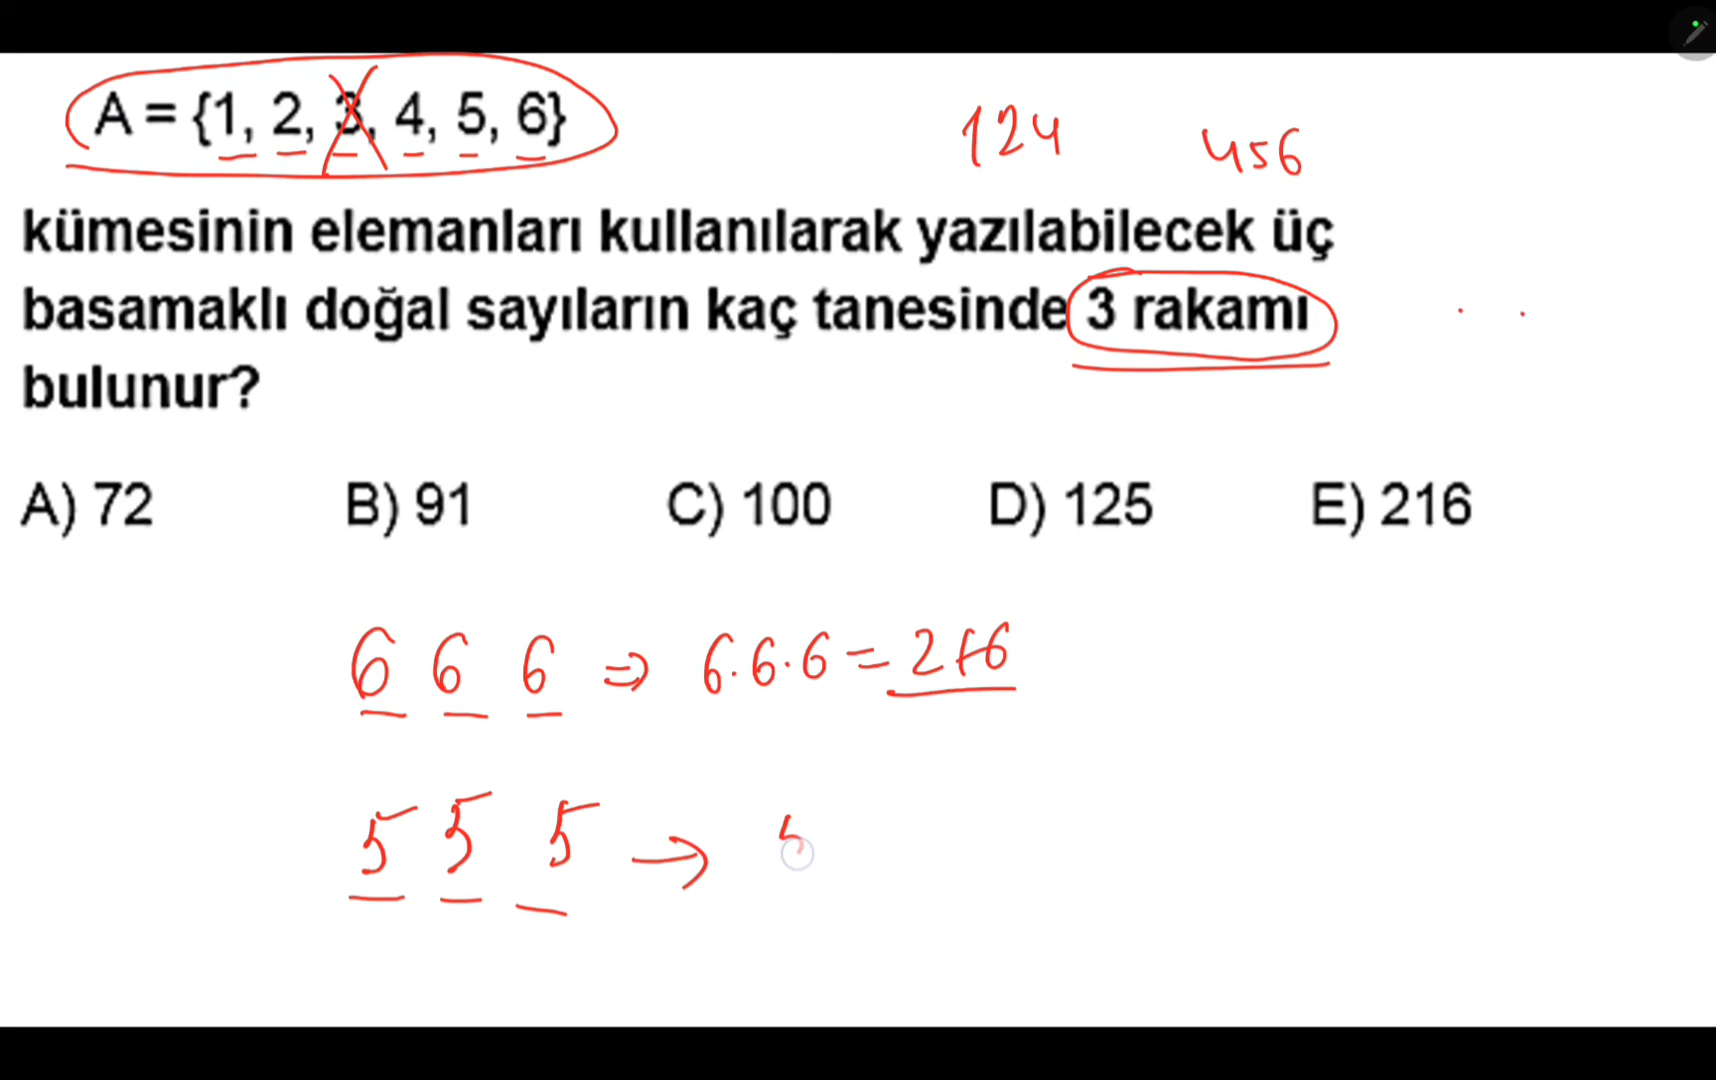 A = {1, 2, 3, 4, 5, 6}
124 456
kümesinin elemanları kullanılarak yazılabilecek üç
basamaklı doğal sayıların kaç tanesinde 3 rakamı
bulunur?
A) 72 B) 91 C) 100 D) 125 E) 216
6 6 6 ⇒ 6.6.6 = 216
5 5 5 →